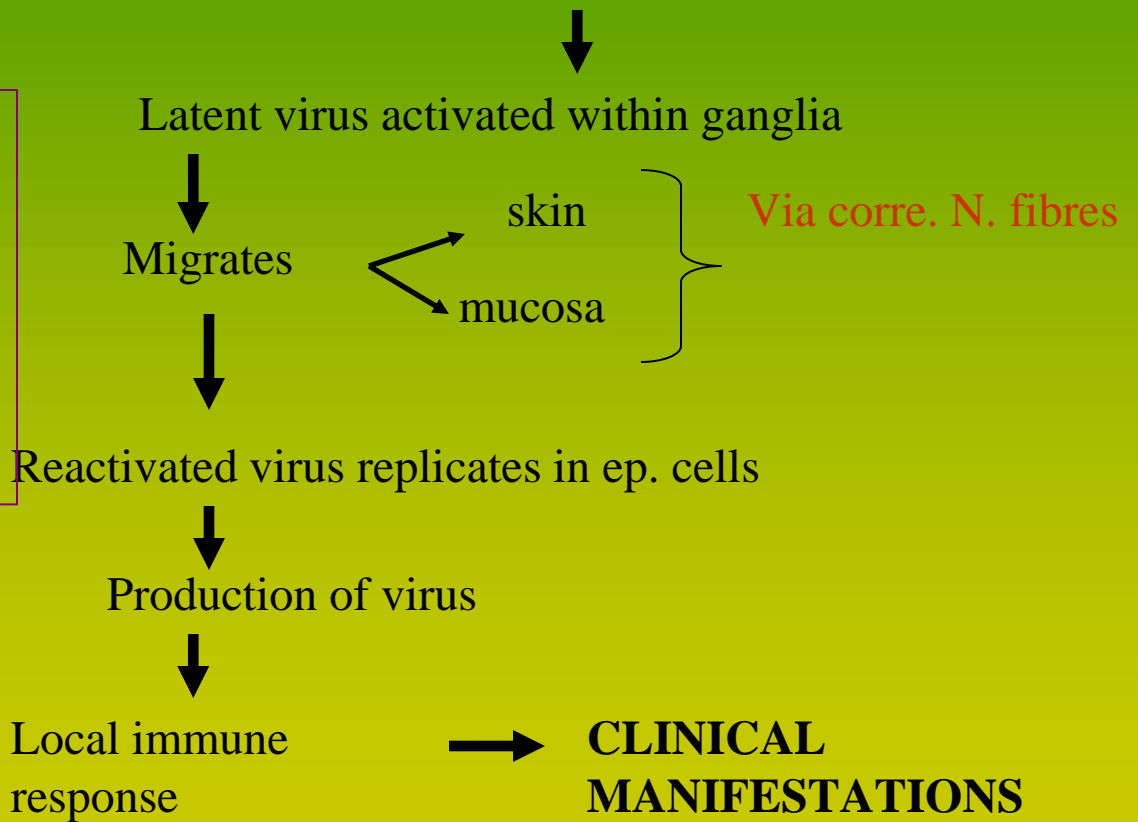 Latent virus activated within ganglia
skin
Via corre. N. fibres
Migrates
mucosa
Reactivated virus replicates in ep. cells
Production of virus
Local immune
response
CLINICAL
MANIFESTATIONS